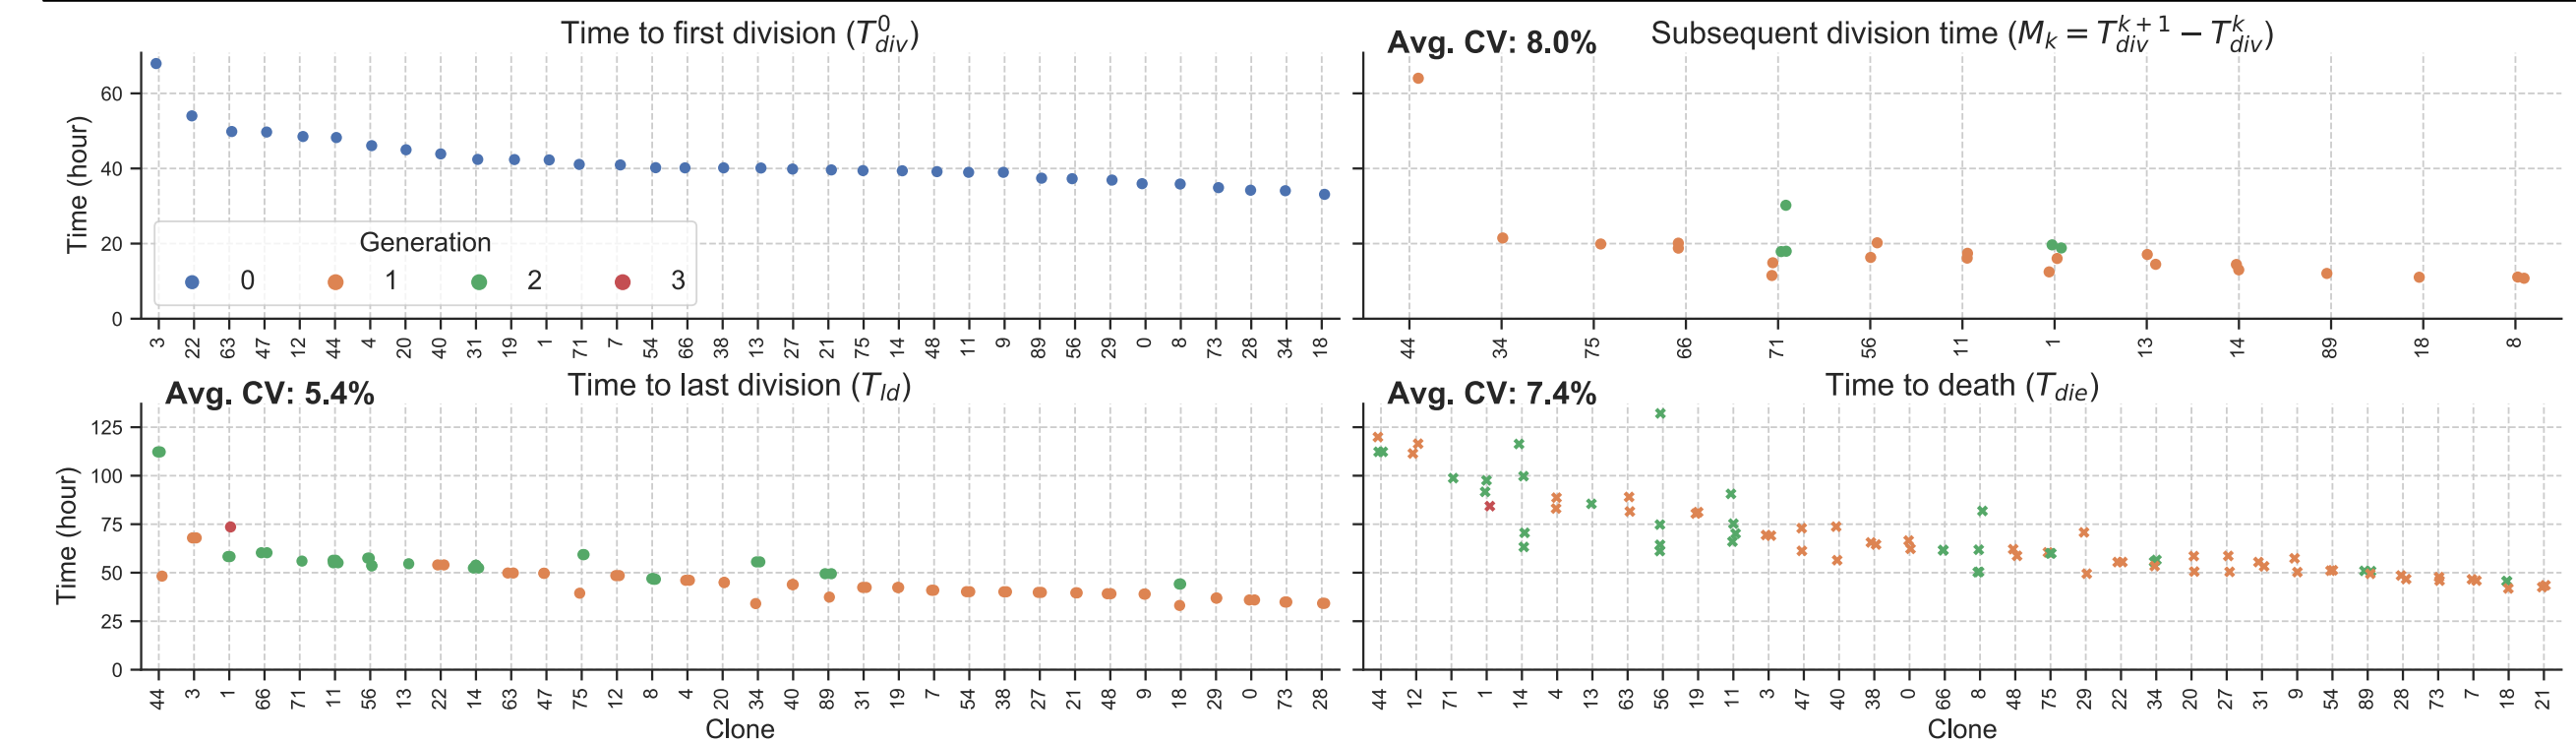 Time to first division (T⁰div)
Time (hour)
60
40
20
0
Generation
0 1 2 3
3 22 63 47 12 44 4 20 40 31 19 1 71 7 54 66 38 13 27 21 75 14 48 11 9 89 56 29 0 8 73 28 34 18
Avg. CV: 8.0%
Subsequent division time (Mk = T^{k+1}div − T^{k}div)
44 34 75 66 71 56 11 1 13 14 89 18 8
Avg. CV: 5.4%
Time to last division (Tld)
Time (hour)
125
100
75
50
25
0
44 3 1 66 71 11 56 13 22 14 63 47 75 12 8 4 20 34 40 89 31 19 7 54 38 27 21 48 9 18 29 0 73 28
Clone
Avg. CV: 7.4%
Time to death (Tdie)
44 12 71 1 14 4 13 63 56 19 11 3 47 40 38 0 66 8 48 75 29 22 34 20 27 31 9 54 89 28 73 7 18 21
Clone